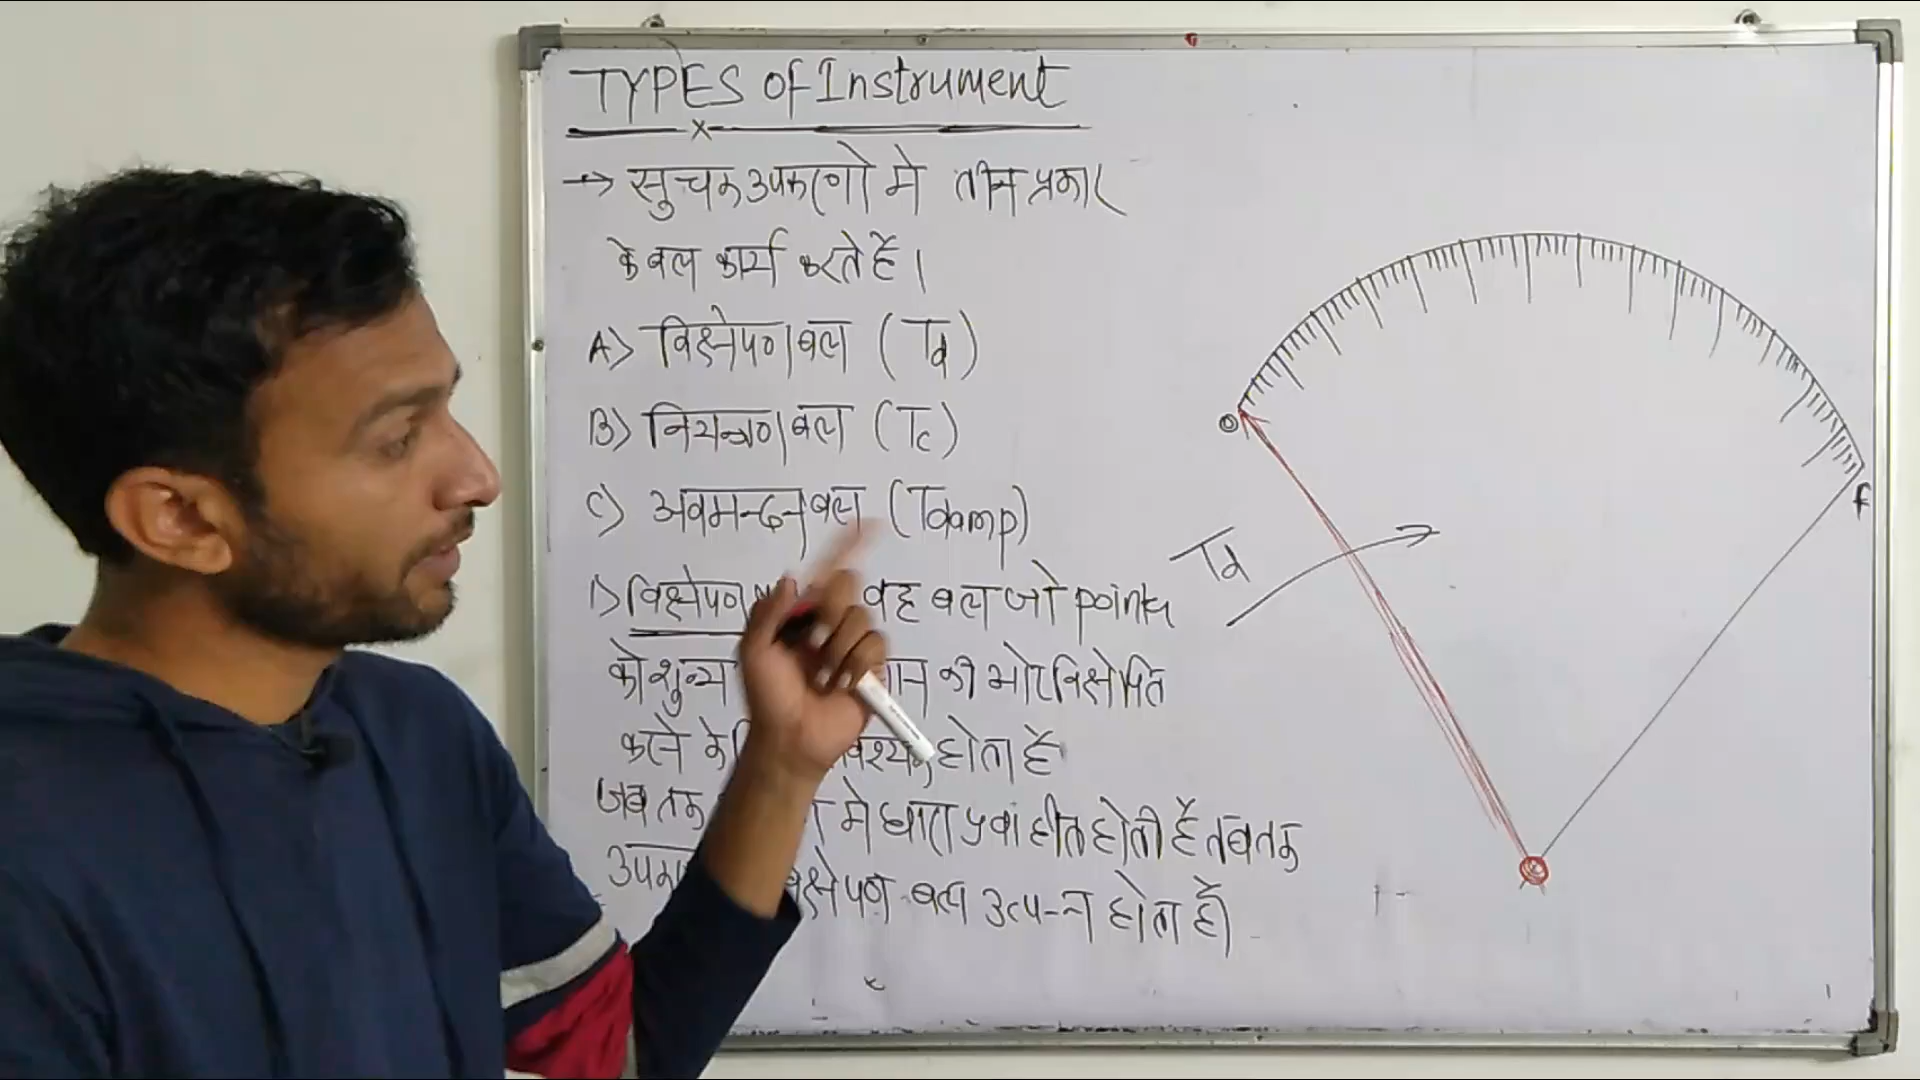 TYPES of Instrument
→ सुचक उपकरणो मे तीन प्रकार
के बल कार्य करते हैं।
A) विक्षेपण बल (Td)
B) नियन्त्रण बल (Tc)
C) अवमन्दन बल (Tdamp)
1) विक्षेपण वह बल जो pointer
को शुन्य की ओर विक्षेपित
करने के होता है
जब तक मे धारा प्रवाहीत होती है तब तक
विक्षेपण बल उत्पन्न होता है
0
F
Td